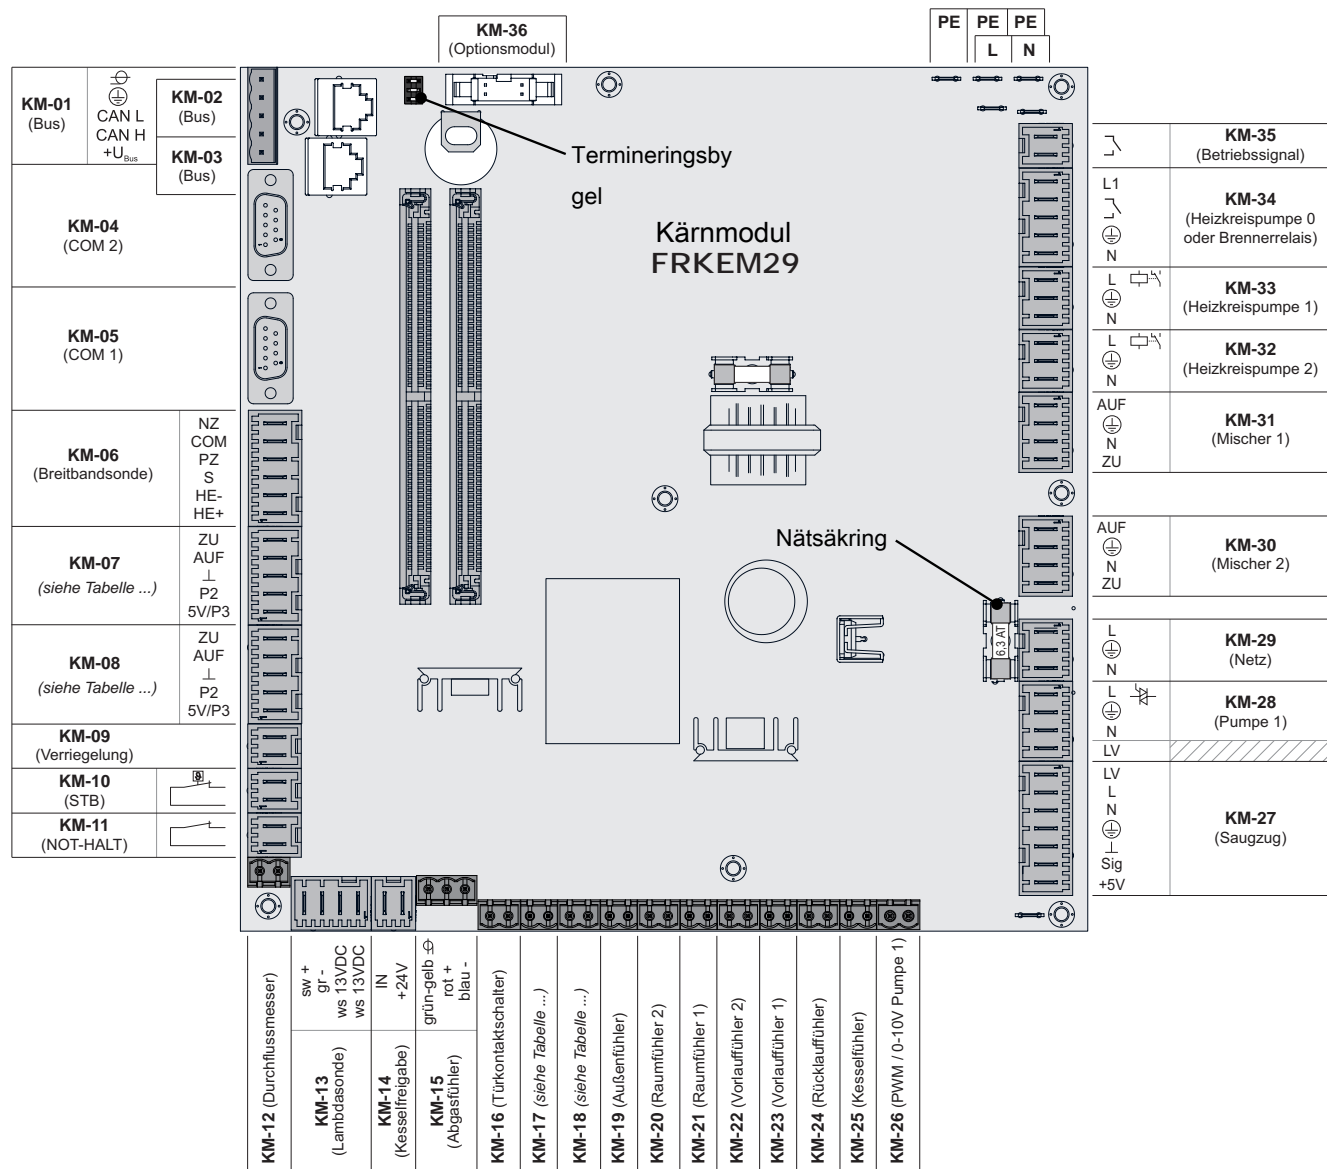 KM-36
(Optionsmodul)
PE PE PE
L N
KM-01
(Bus)
CAN L
CAN H
+UBus
KM-02
(Bus)
KM-03
(Bus)
KM-04
(COM 2)
KM-05
(COM 1)
KM-06
(Breitbandsonde)
NZ
COM
PZ
S
HE-
HE+
KM-07
(siehe Tabelle ...)
ZU
AUF
⊥
P2
5V/P3
KM-08
(siehe Tabelle ...)
ZU
AUF
⊥
P2
5V/P3
KM-09
(Verriegelung)
KM-10
(STB)
KM-11
(NOT-HALT)
Termineringsby
gel
Kärnmodul
FRKEM29
Nätsäkring
6,3 AT
KM-35
(Betriebssignal)
L1
N
KM-34
(Heizkreispumpe 0
oder Brennerrelais)
L
N
KM-33
(Heizkreispumpe 1)
L
N
KM-32
(Heizkreispumpe 2)
AUF
N
ZU
KM-31
(Mischer 1)
AUF
N
ZU
KM-30
(Mischer 2)
L
N
KM-29
(Netz)
L
N
KM-28
(Pumpe 1)
LV
LV
L
N
⊥
Sig
+5V
KM-27
(Saugzug)
KM-12 (Durchflussmesser)
sw +
gr -
ws 13VDC
ws 13VDC
KM-13
(Lambdasonde)
IN
+24V
KM-14
(Kesselfreigabe)
grün-gelb
rot +
blau -
KM-15
(Abgasfühler)
KM-16 (Türkontaktschalter)
KM-17 (siehe Tabelle ...)
KM-18 (siehe Tabelle ...)
KM-19 (Außenfühler)
KM-20 (Raumfühler 2)
KM-21 (Raumfühler 1)
KM-22 (Vorlauffühler 2)
KM-23 (Vorlauffühler 1)
KM-24 (Rücklauffühler)
KM-25 (Kesselfühler)
KM-26 (PWM / 0-10V Pumpe 1)